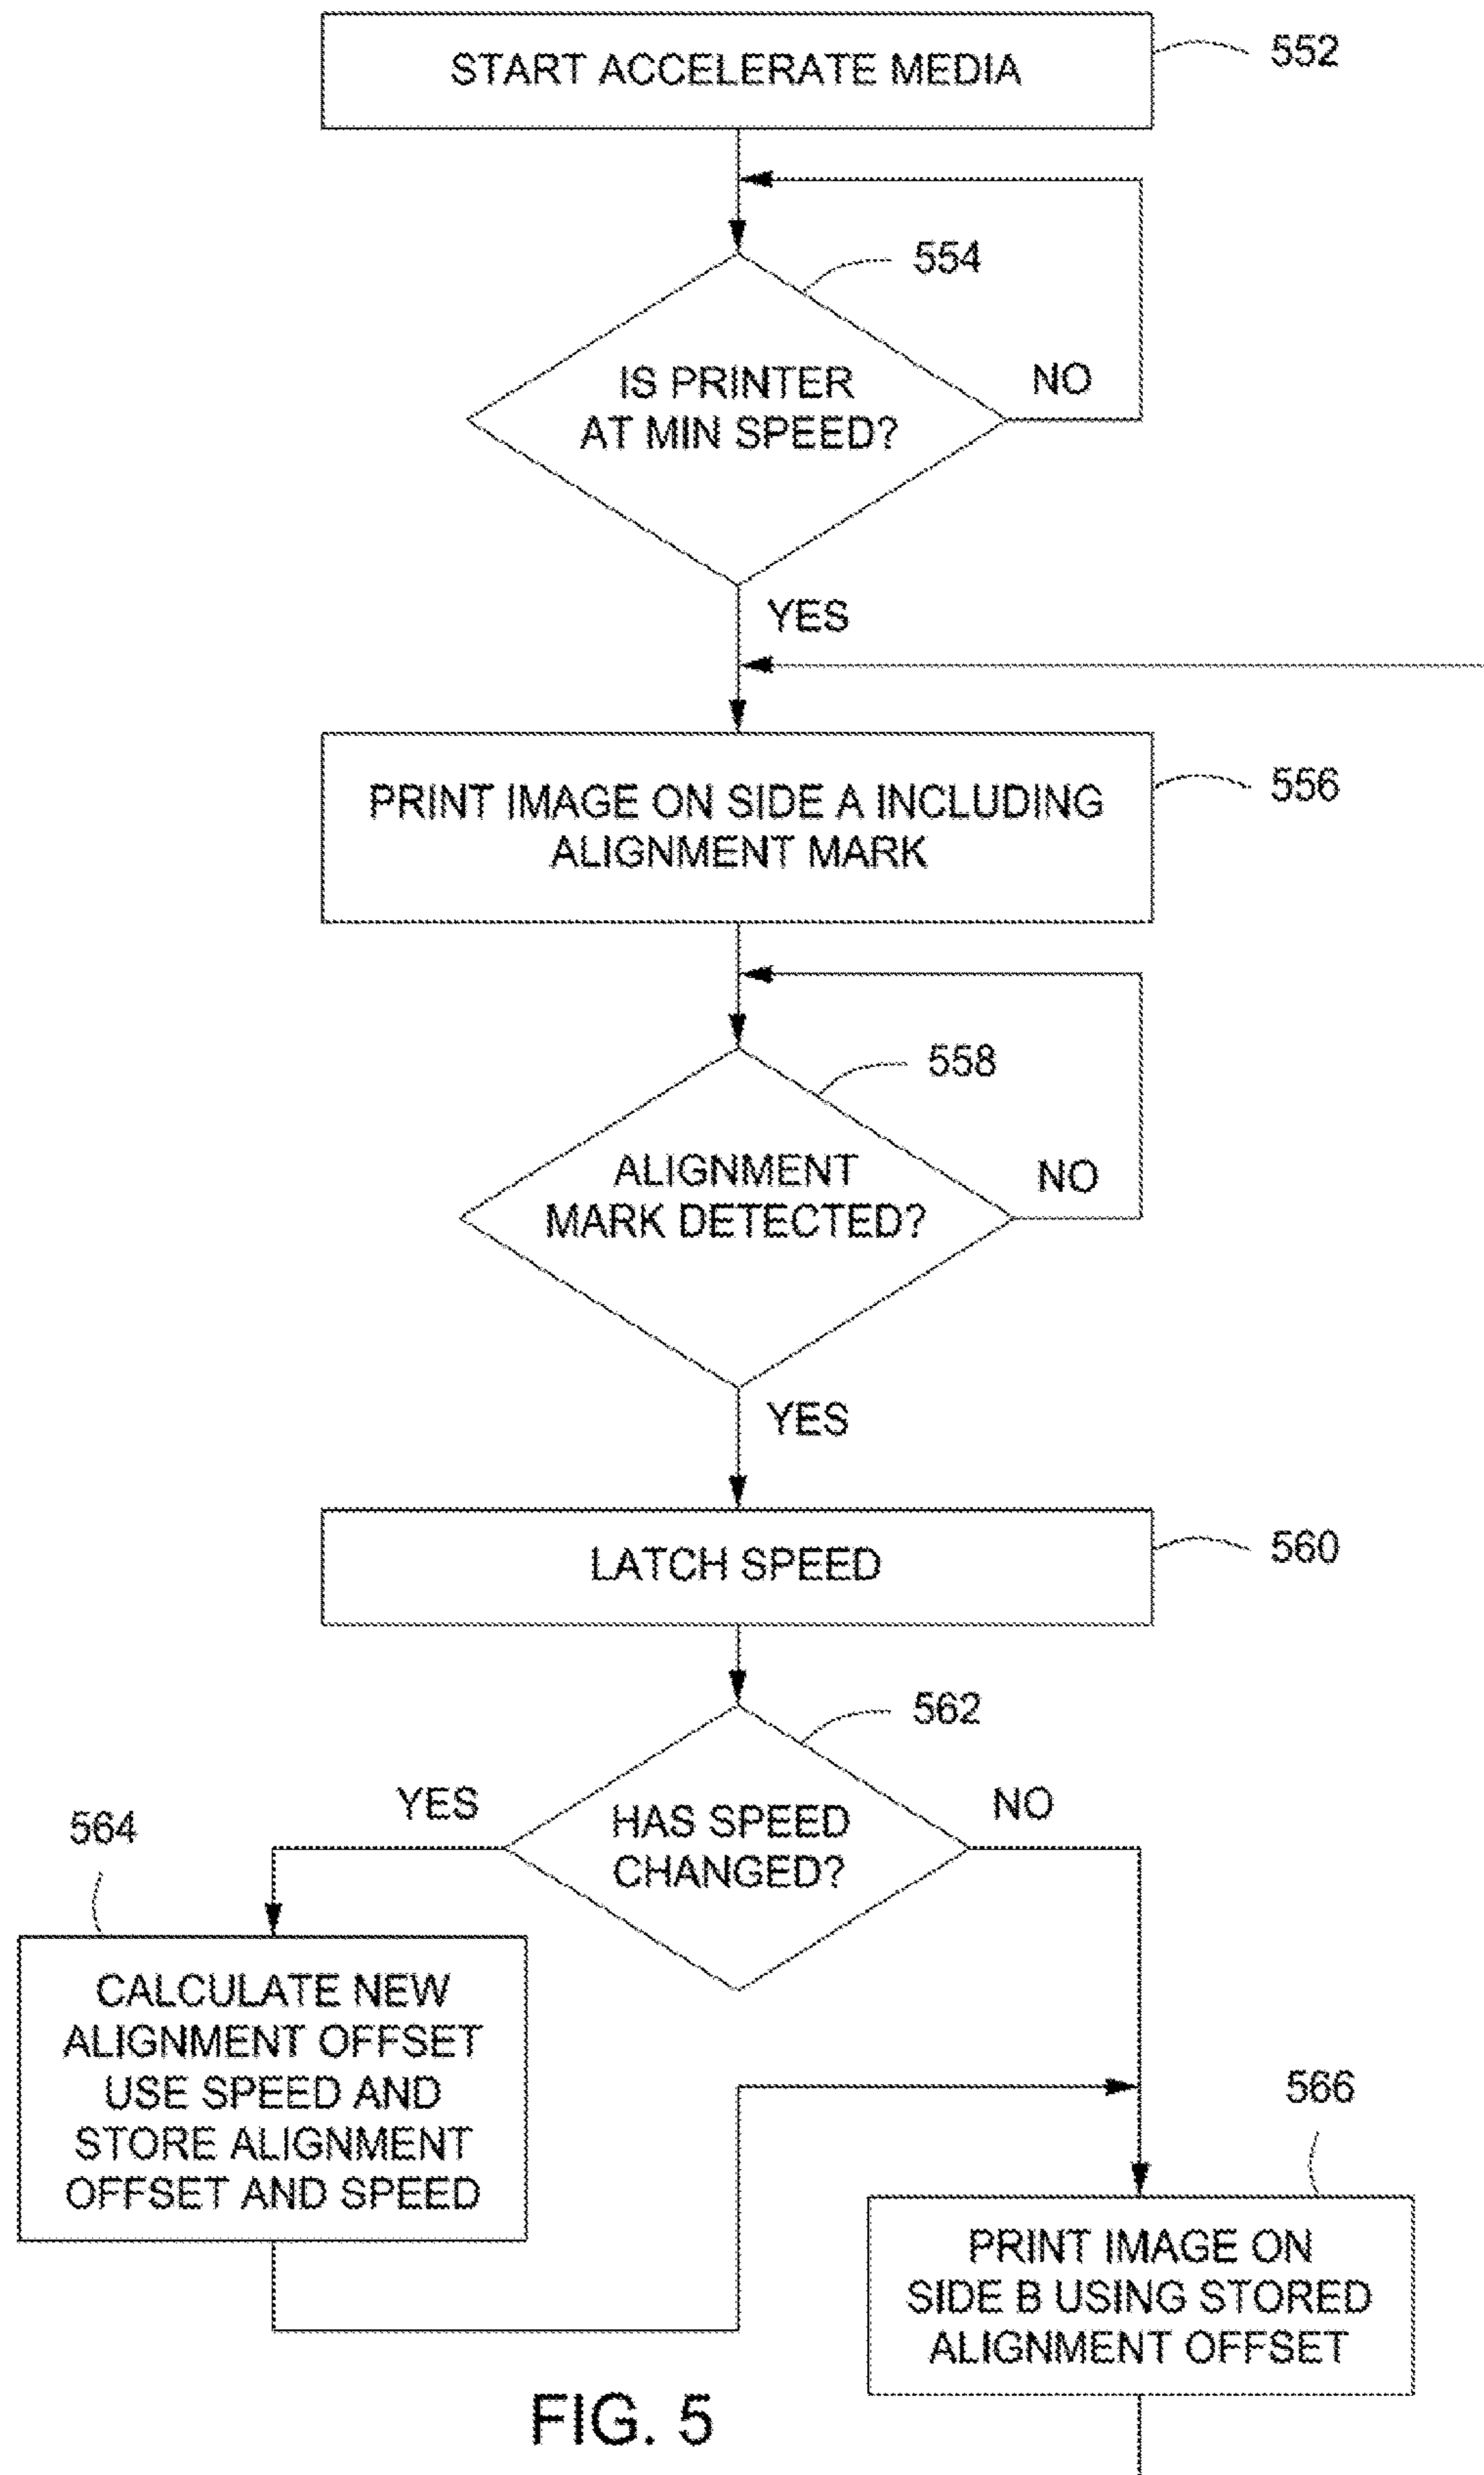 START ACCELERATE MEDIA
552
554
IS PRINTER
AT MIN SPEED?
NO
YES
PRINT IMAGE ON SIDE A INCLUDING
ALIGNMENT MARK
556
558
ALIGNMENT
MARK DETECTED?
NO
YES
LATCH SPEED
560
562
HAS SPEED
CHANGED?
YES
NO
564
CALCULATE NEW
ALIGNMENT OFFSET
USE SPEED AND
STORE ALIGNMENT
OFFSET AND SPEED
566
PRINT IMAGE ON
SIDE B USING STORED
ALIGNMENT OFFSET
FIG. 5